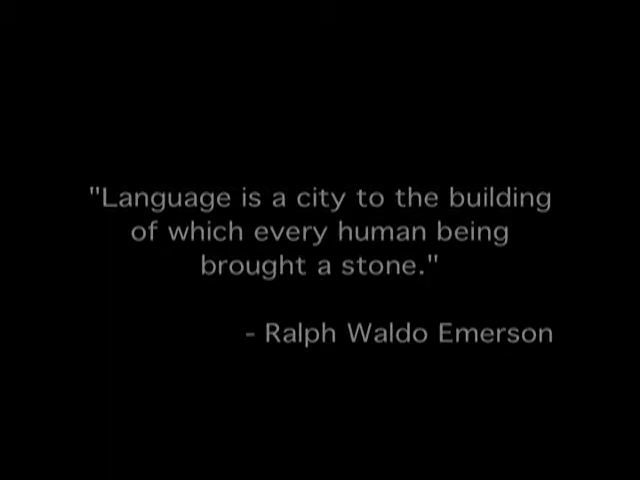 "Language is a city to the building
of which every human being
brought a stone."
- Ralph Waldo Emerson